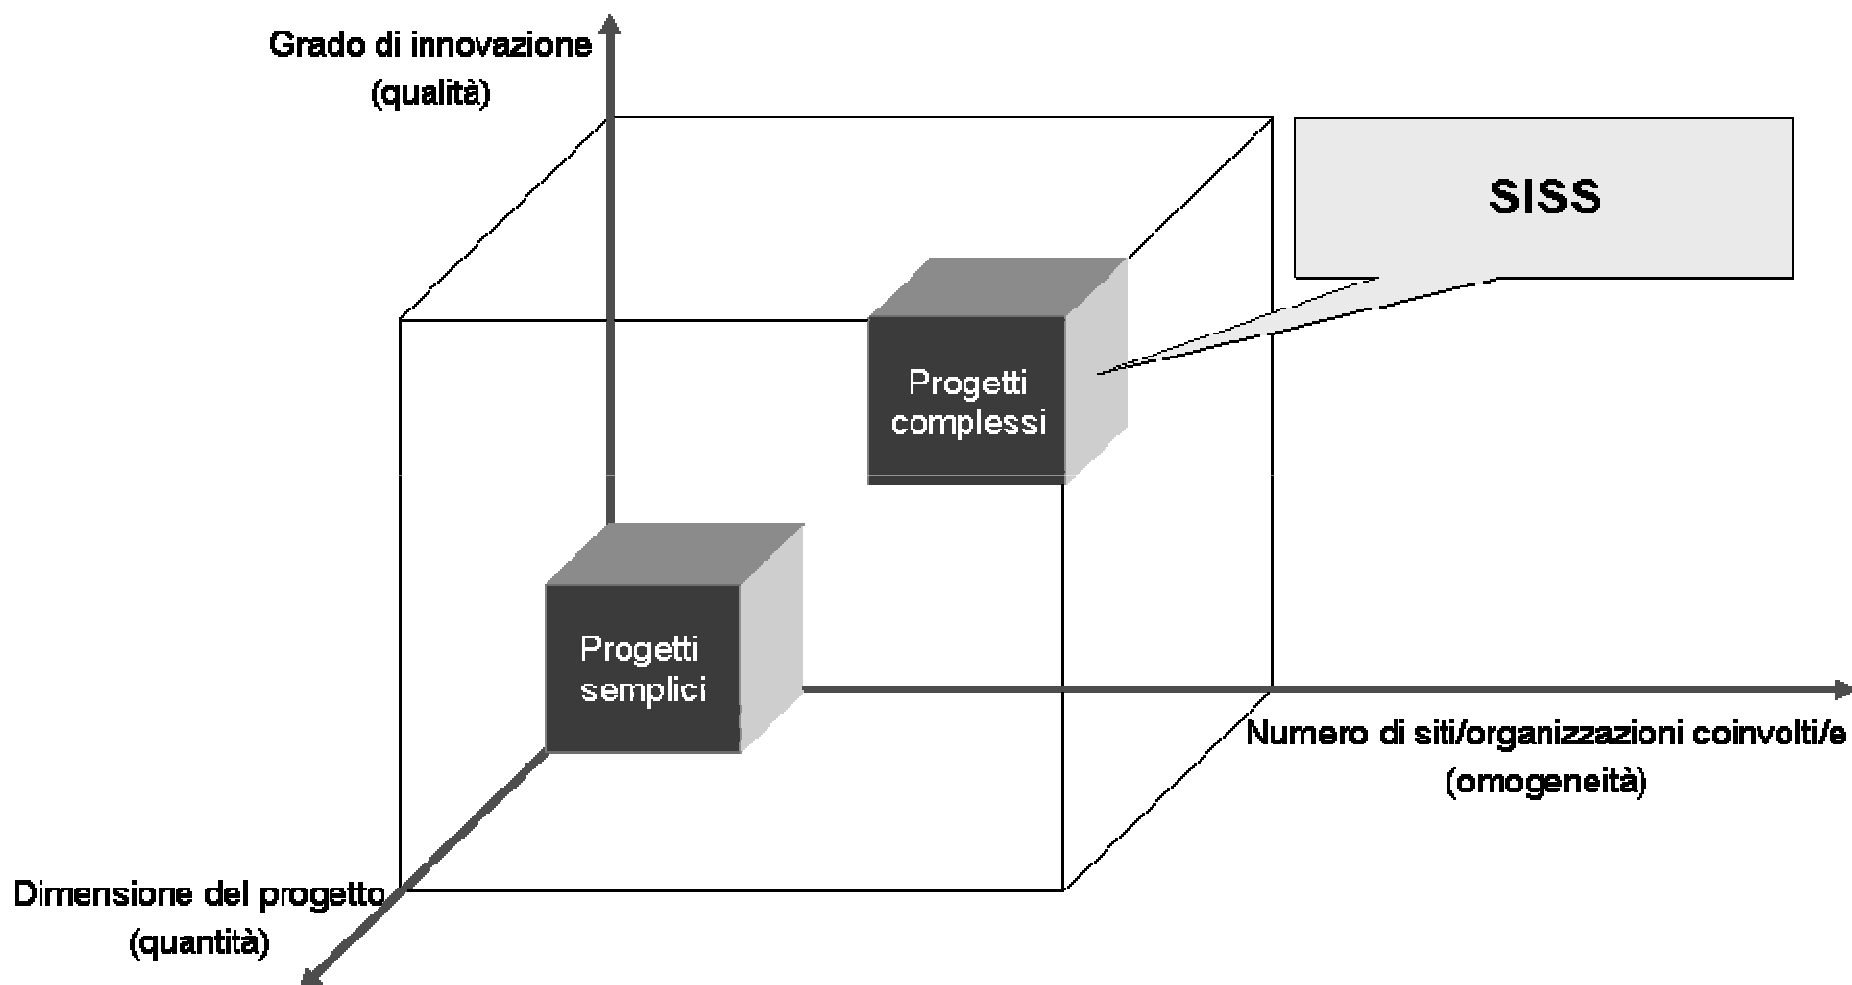 Grado di innovazione
(qualità)
SISS
Progetti
complessi
Progetti
semplici
Numero di siti/organizzazioni coinvolti/e
(omogeneità)
Dimensione del progetto
(quantità)